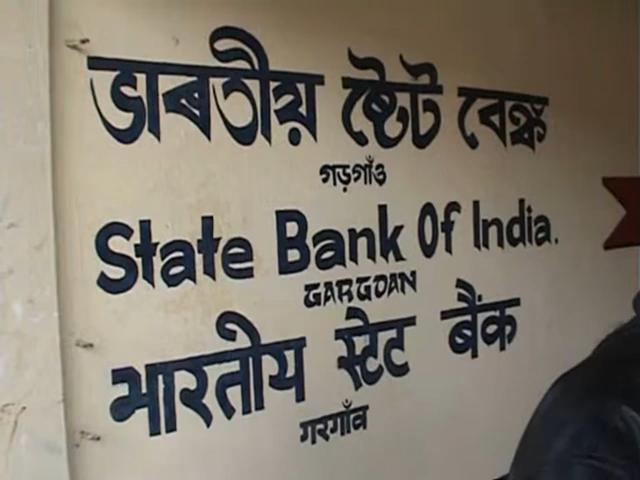 ভাৰতীয় ষ্টেট বেঙ্ক
গড়গাঁও
State Bank Of India.
GARGOAN
भारतीय स्टेट बैंक
गरगाँव